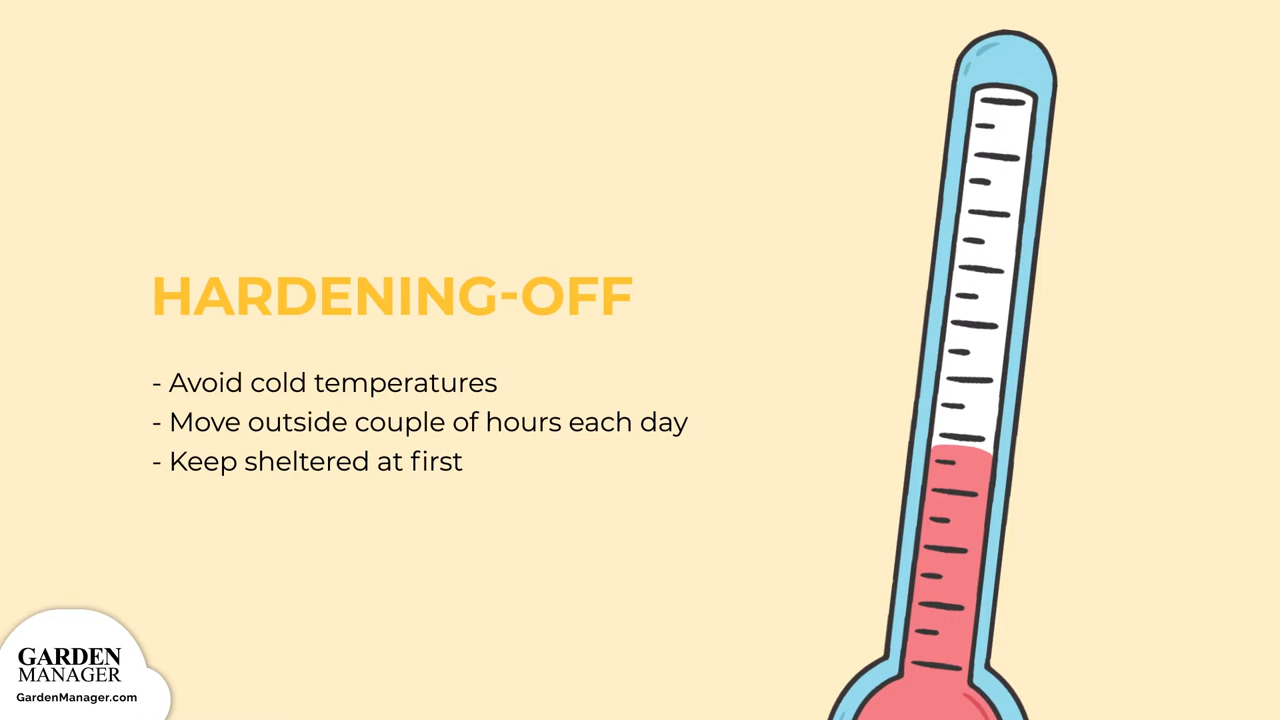 HARDENING-OFF
- Avoid cold temperatures
- Move outside couple of hours each day
- Keep sheltered at first
GARDEN
MANAGER
GardenManager.com